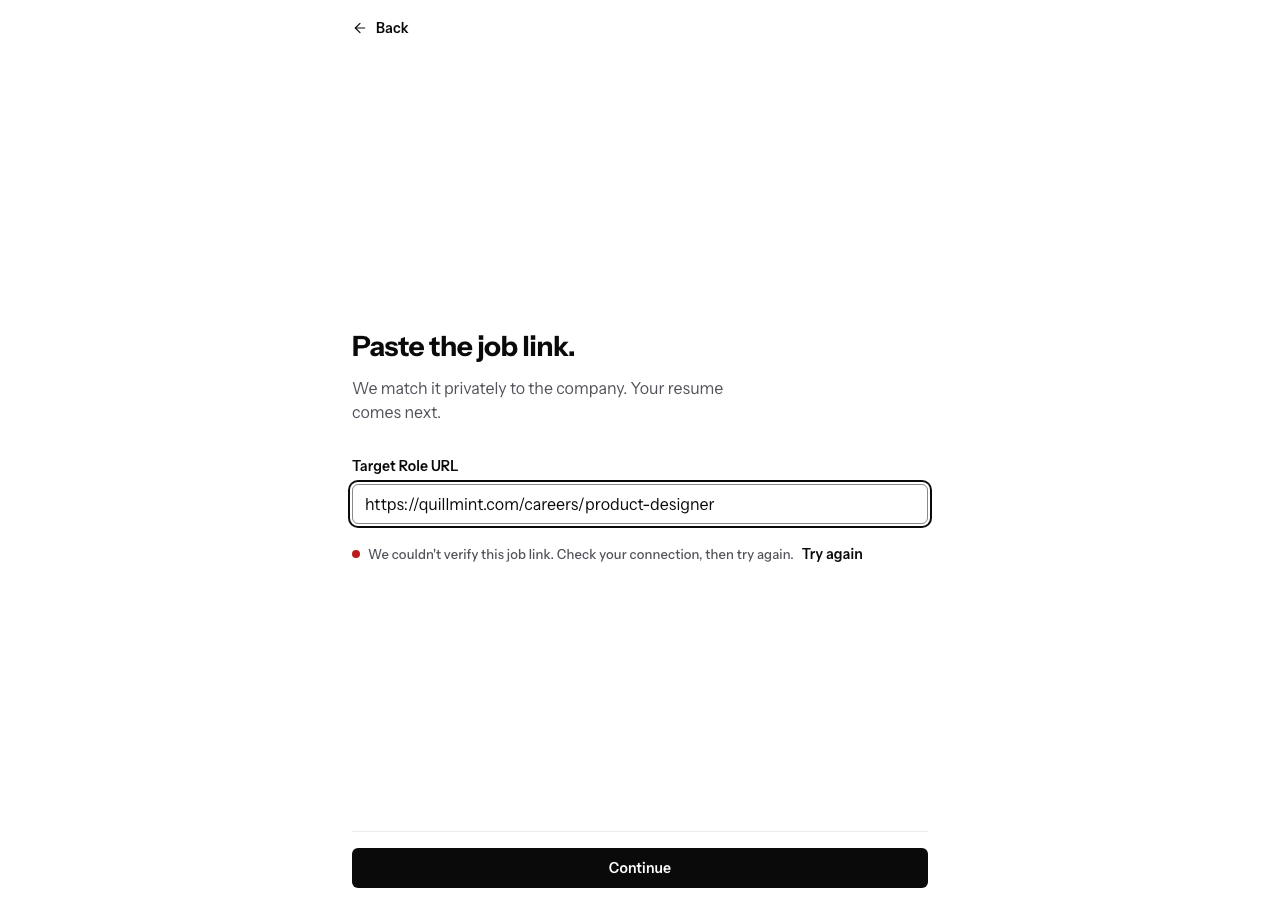 Back
Paste the job link.
We match it privately to the company. Your resume
comes next.
Target Role URL
https://quillmint.com/careers/product-designer
We couldn't verify this job link. Check your connection, then try again. Try again
Continue